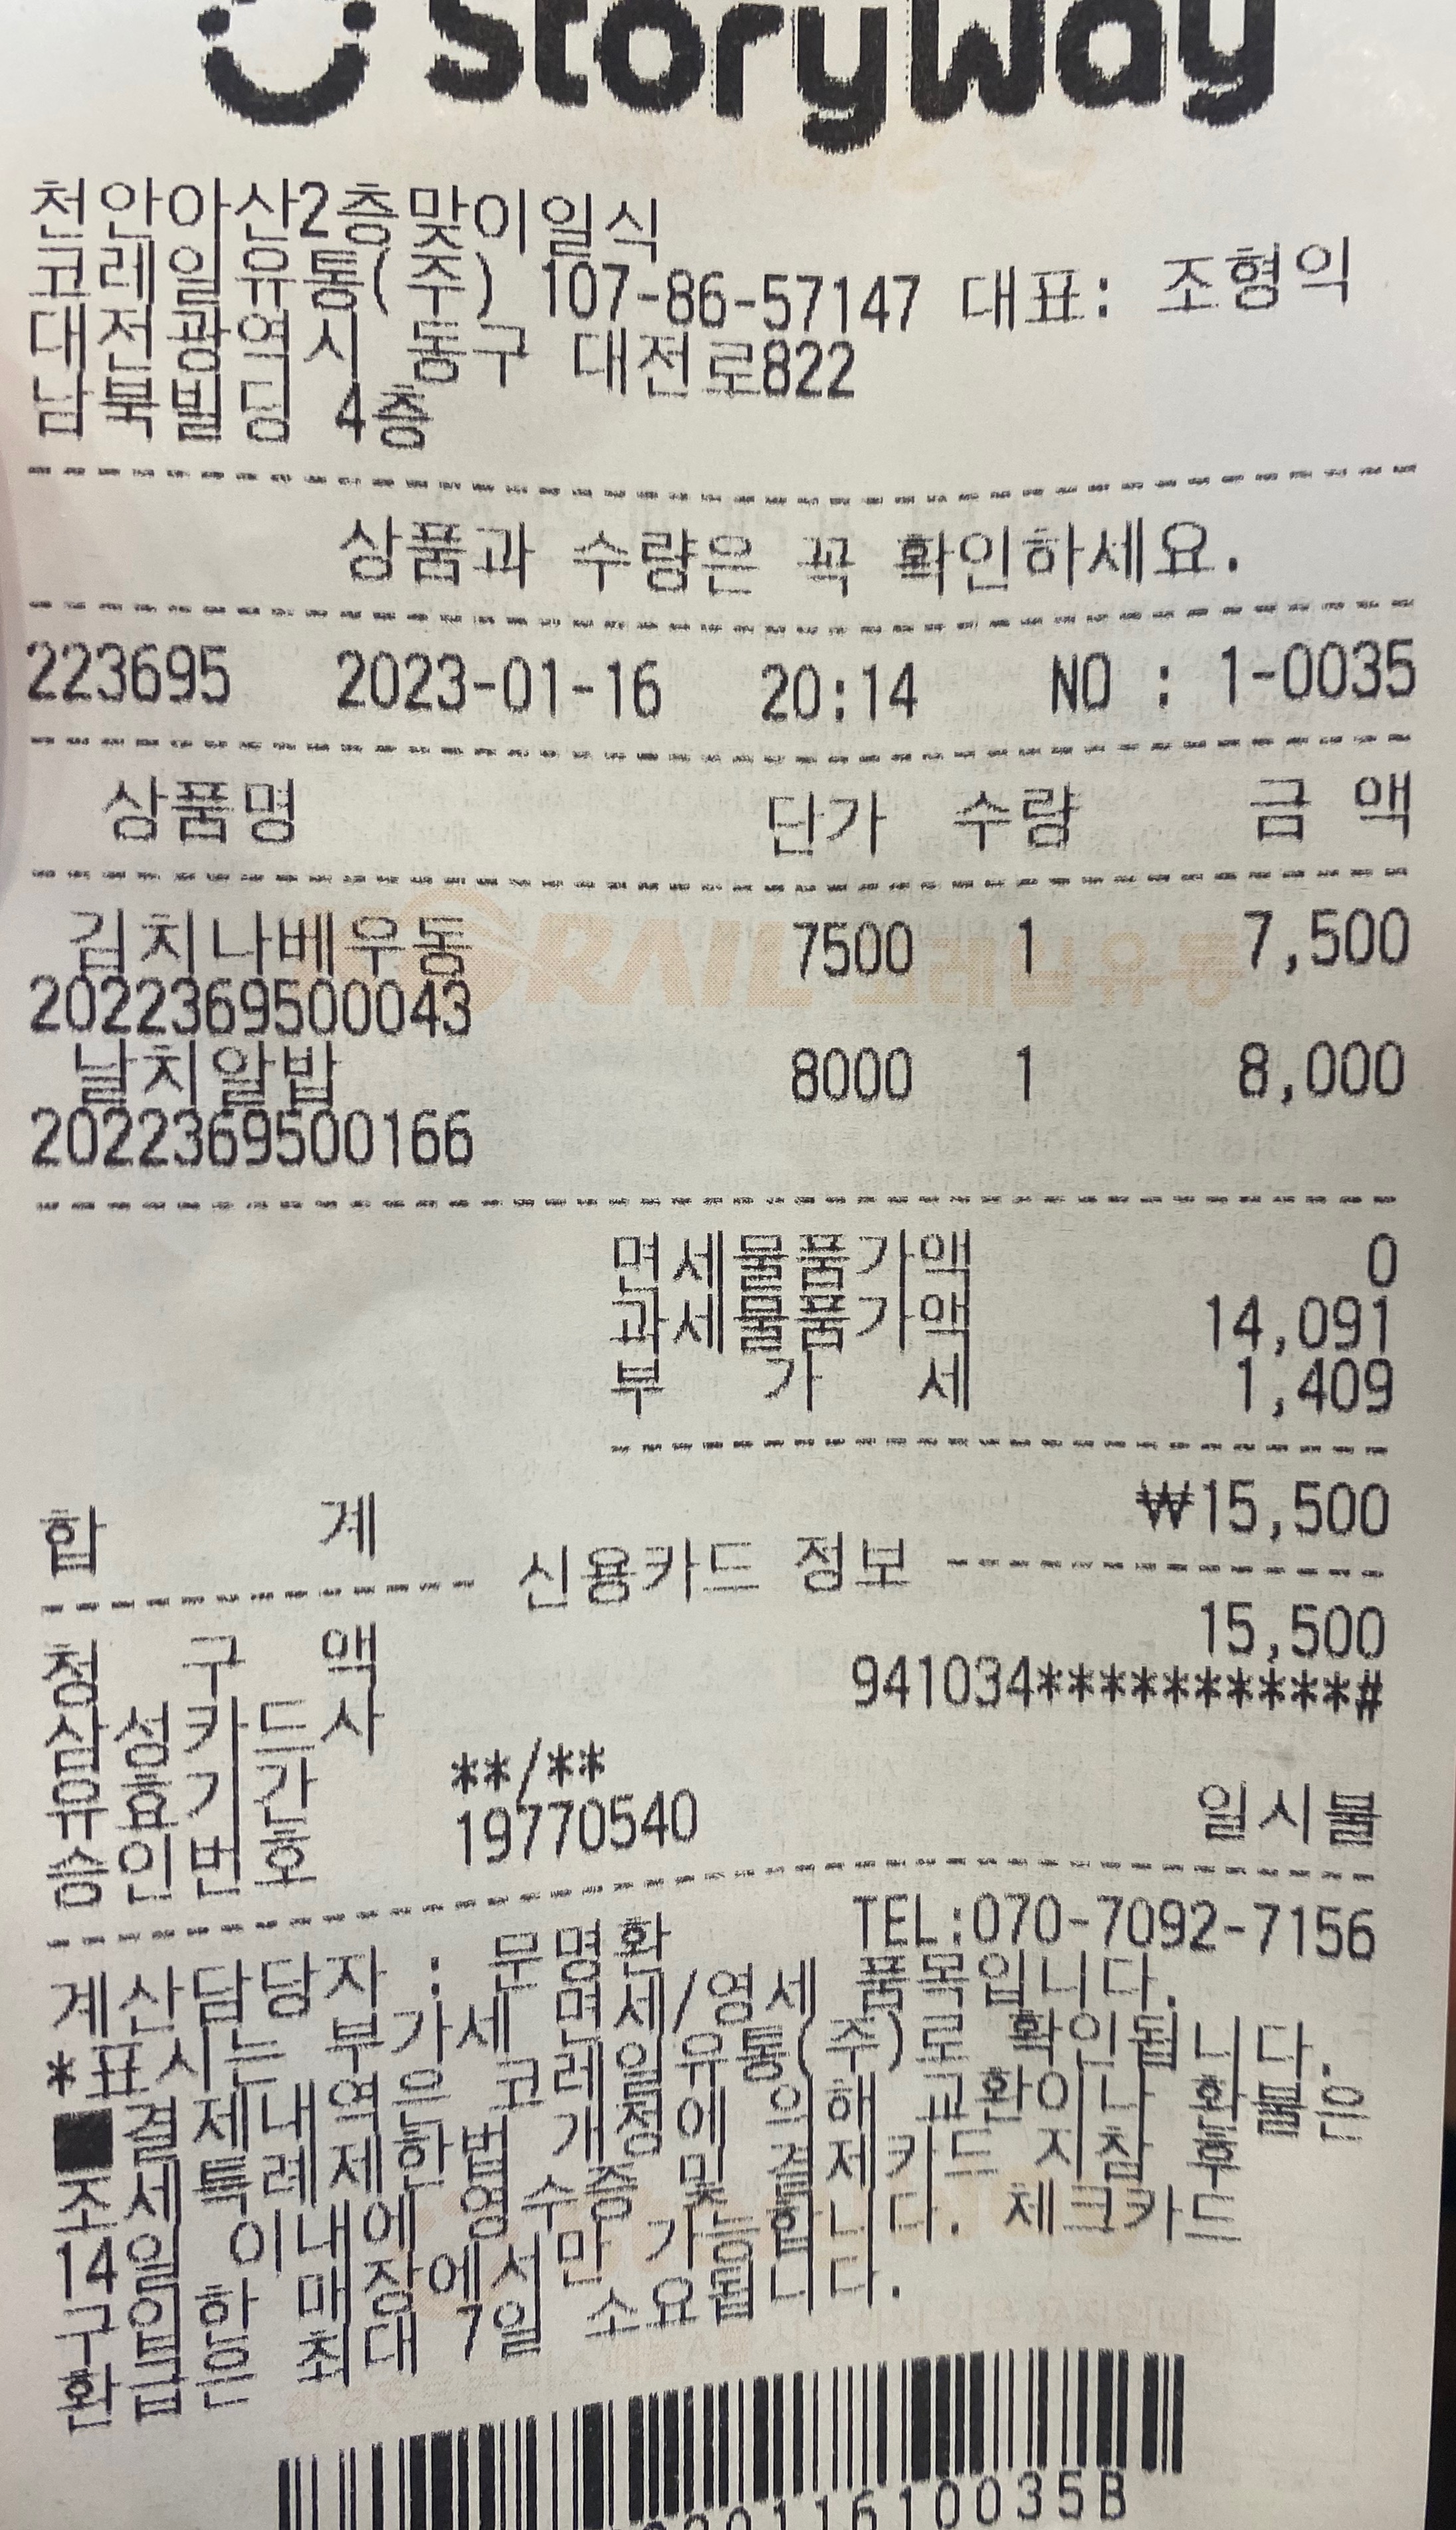 StoryWay
천안아산2층맞이일식
코레일유통(주) 107-86-57147 대표: 조형익
대전광역시 동구 대전로822
남북빌딩 4층
상품과 수량은 꼭 확인하세요.
223695 2023-01-16 20:14 NO : 1-0035
상품명 단가 수량 금 액
김치나베우동 7500 1 7,500
2022369500043
날치알밥 8000 1 8,000
2022369500166
면세물품가액 0
과세물품가액 14,091
부 가 세 1,409
합 계 ₩15,500
신용카드 정보
청 구 액 15,500
삼성카드사 941034**********#
유효기간 **/**
승인번호 19770540 일시불
계산담당자 : 문명환 TEL:070-7092-7156
*표시는 부가세 면세/영세 품목입니다.
■결제내역은 코레일유통(주)로 확인됩니다.
조세특례제한법 개정에 의해 교환이나 환불은
14일 이내에 영수증 및 결제카드 지참 후
구입한 매장에서만 가능합니다. 체크카드
환급은 최대 7일 소요됩니다.